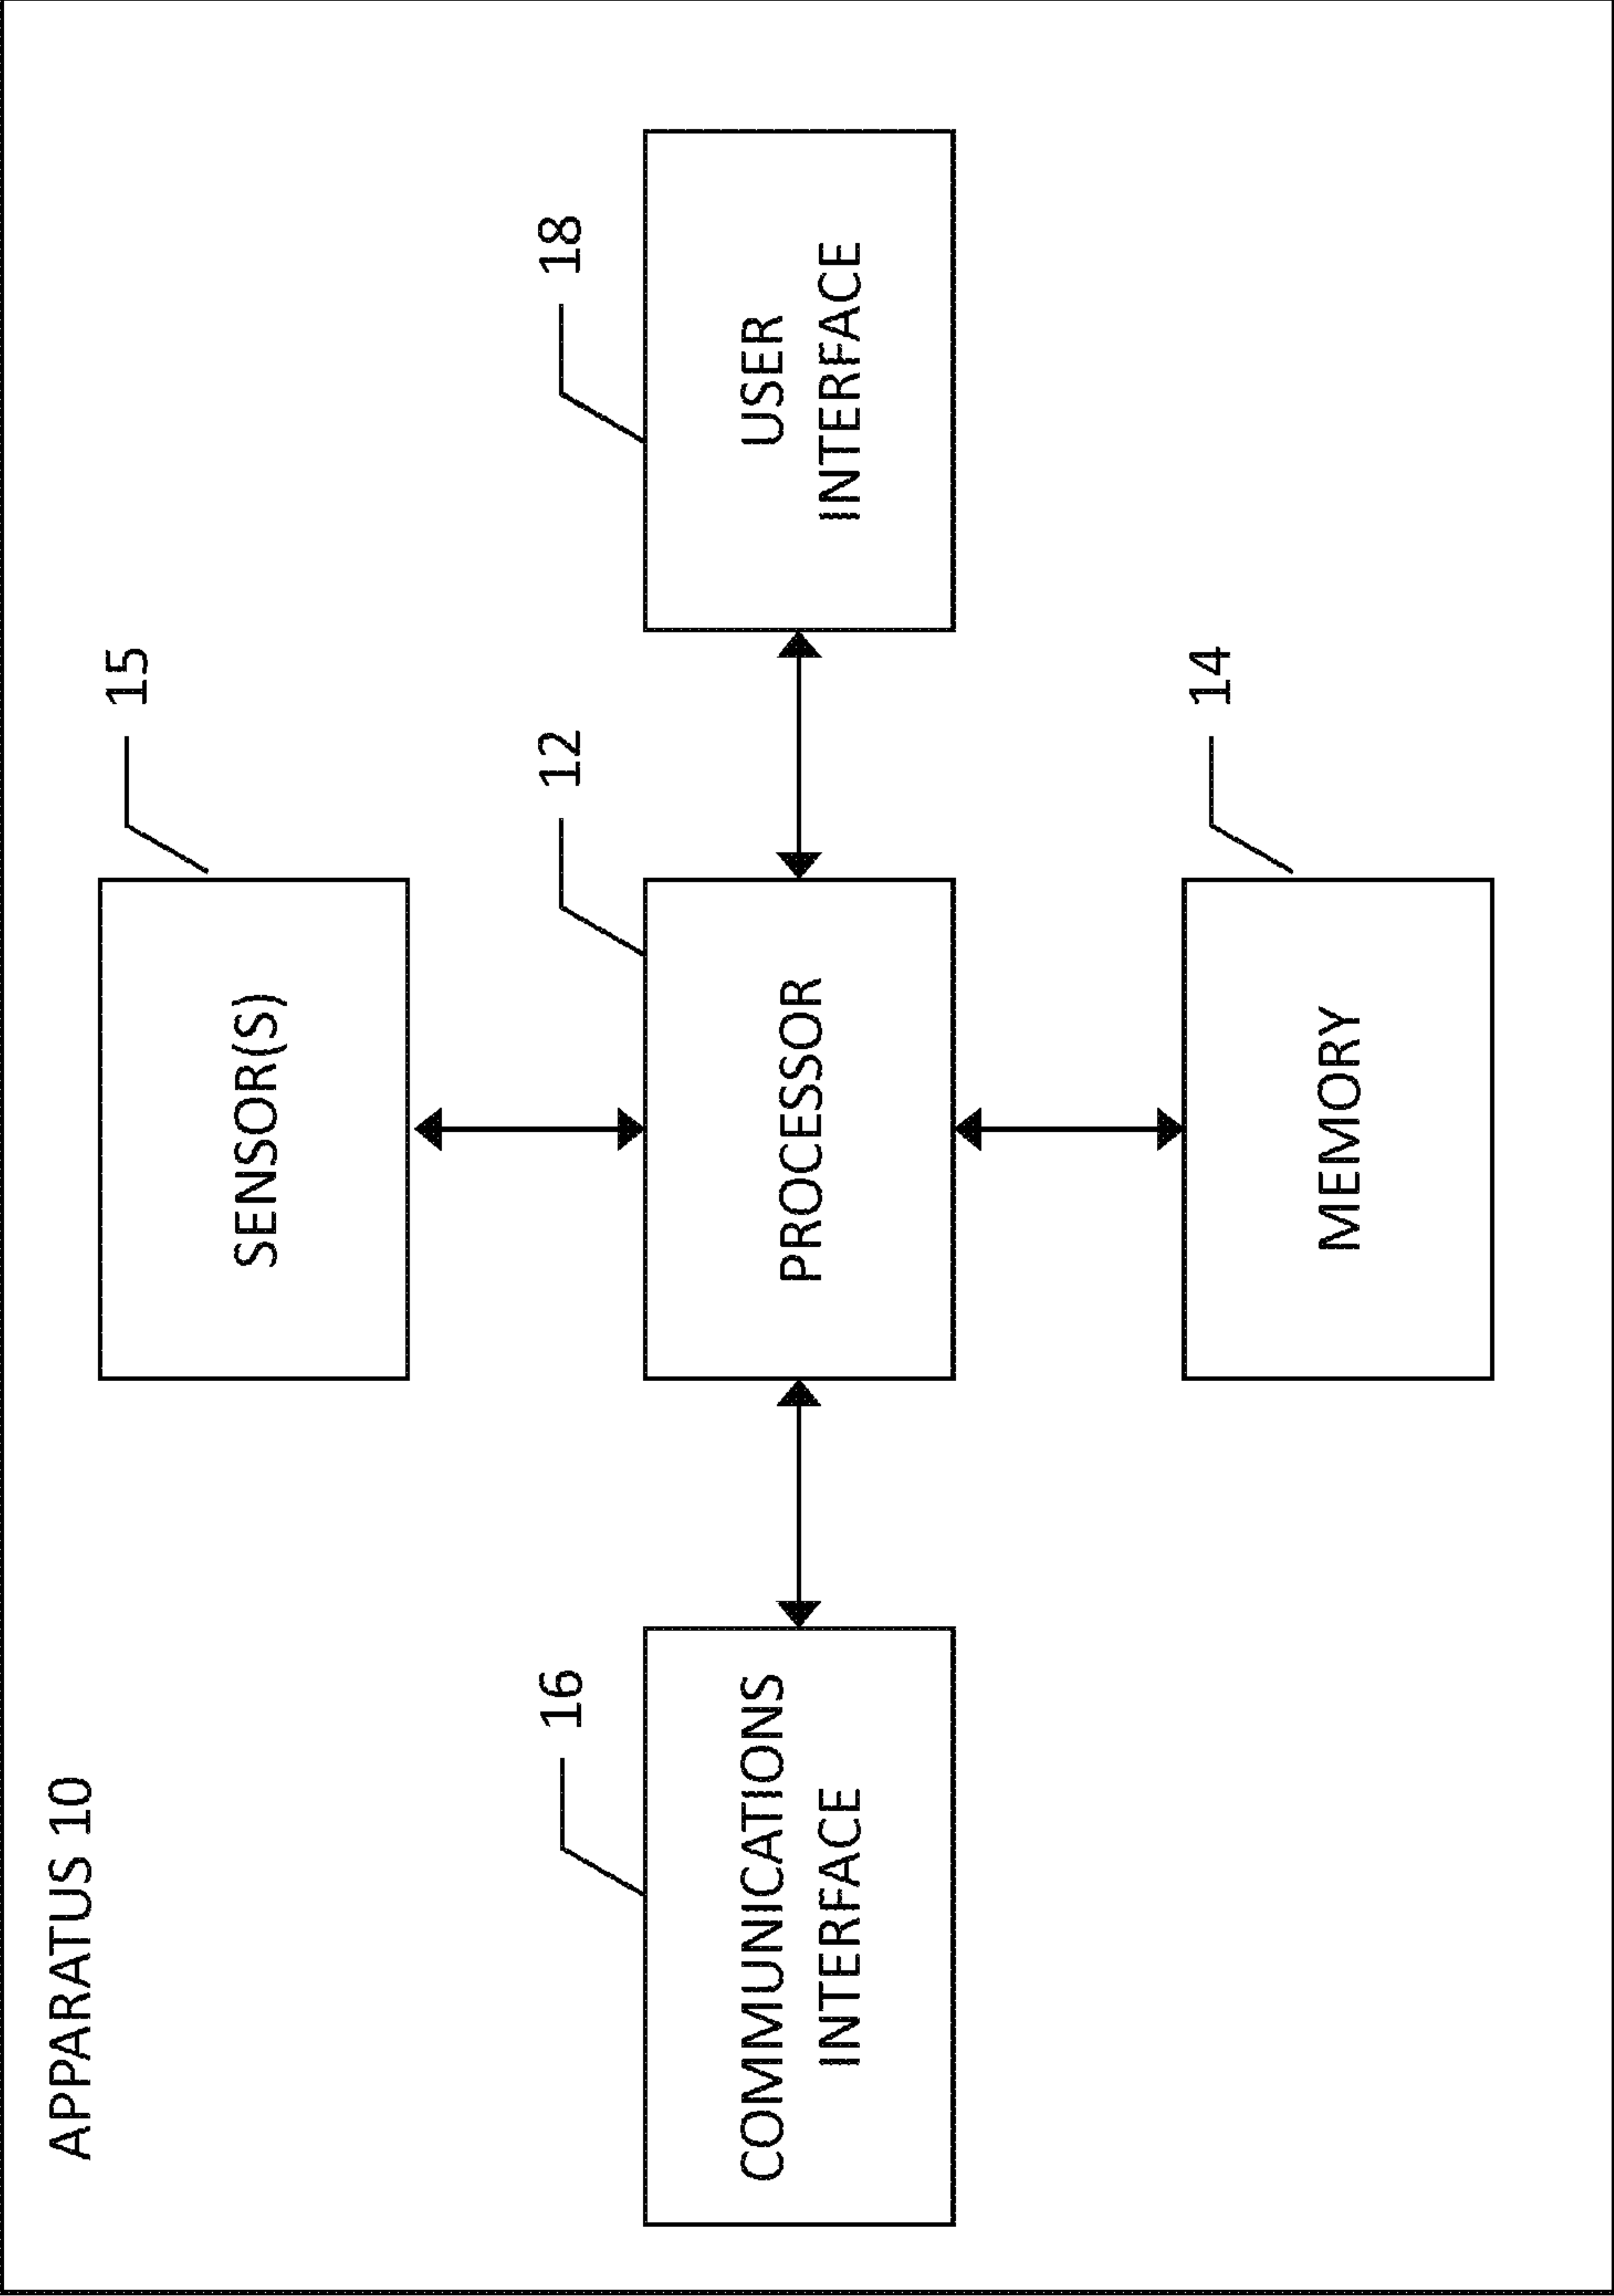 APPARATUS 10
15
SENSOR(S)
16
12
18
COMMUNICATIONS
INTERFACE
PROCESSOR
USER
INTERFACE
14
MEMORY